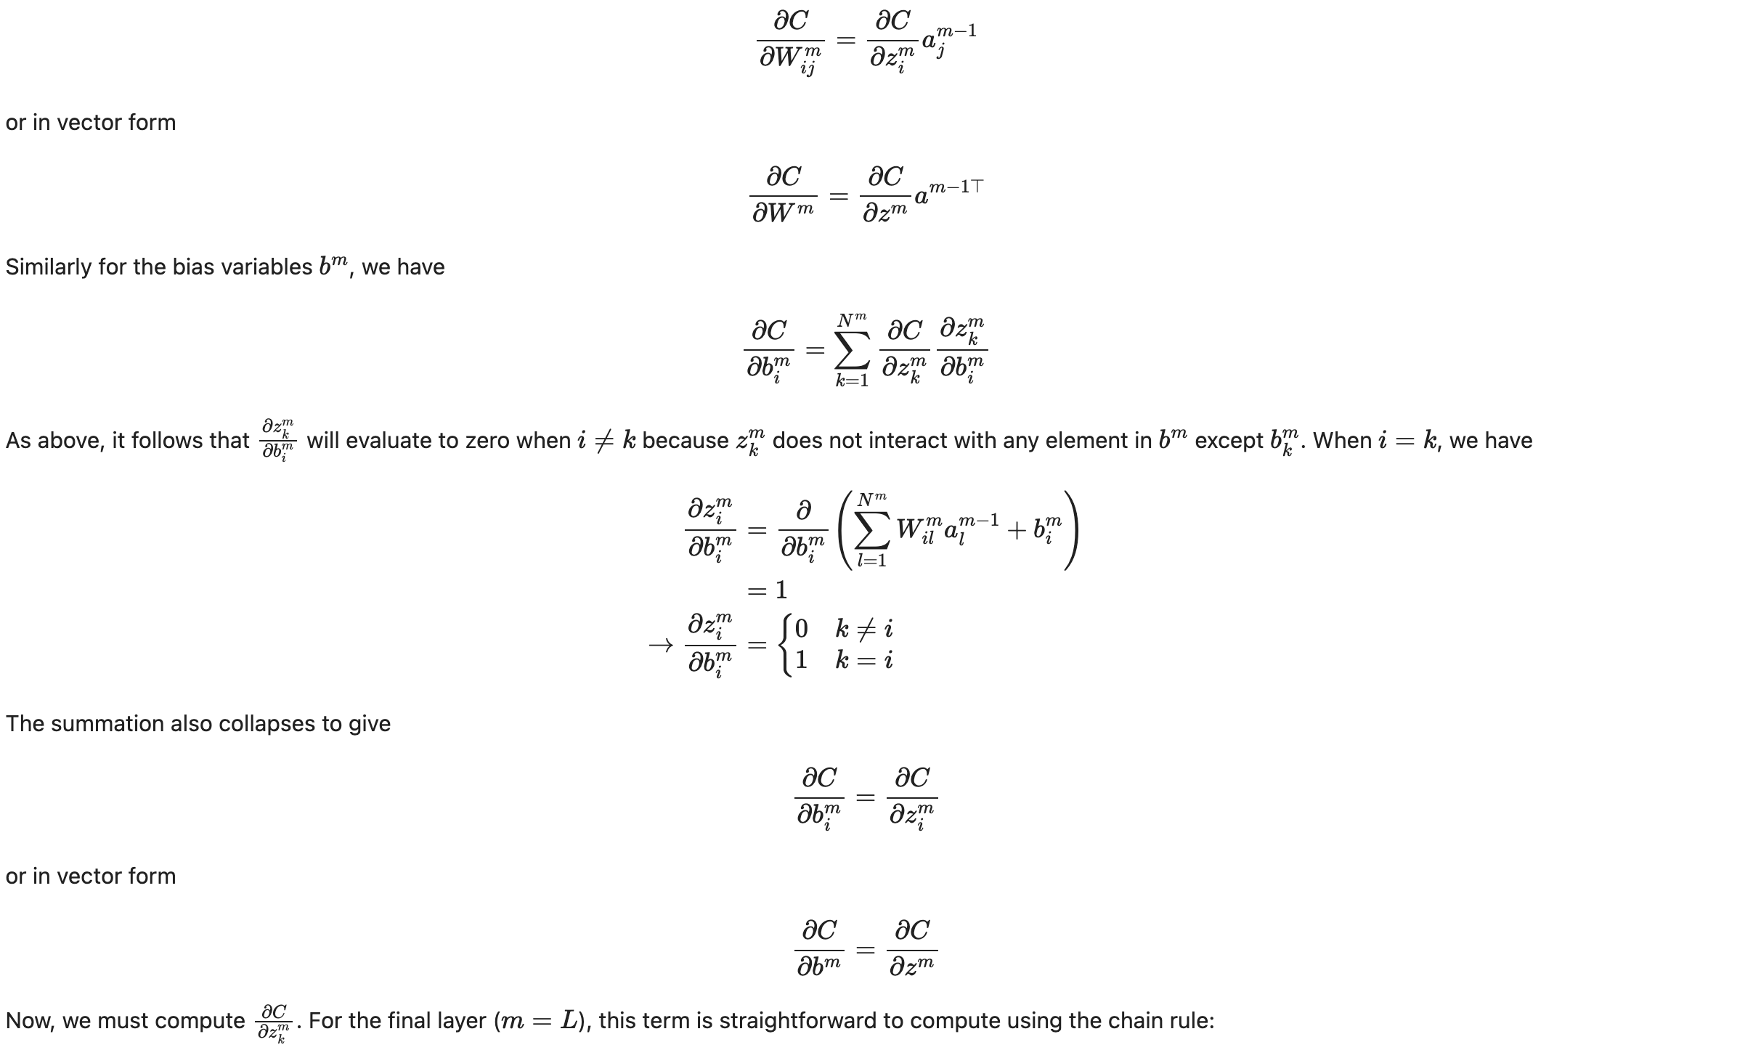 $$\frac{\partial C}{\partial W_{ij}^m} = \frac{\partial C}{\partial z_i^m} a_j^{m-1}$$
or in vector form
$$\frac{\partial C}{\partial W^m} = \frac{\partial C}{\partial z^m} a^{m-1\top}$$
Similarly for the bias variables $b^m$, we have
$$\frac{\partial C}{\partial b_i^m} = \sum_{k=1}^{N^m} \frac{\partial C}{\partial z_k^m} \frac{\partial z_k^m}{\partial b_i^m}$$
As above, it follows that $\frac{\partial z_k^m}{\partial b_i^m}$ will evaluate to zero when $i \neq k$ because $z_k^m$ does not interact with any element in $b^m$ except $b_k^m$. When $i = k$, we have
$$\frac{\partial z_i^m}{\partial b_i^m} = \frac{\partial}{\partial b_i^m} \left( \sum_{l=1}^{N^m} W_{il}^m a_l^{m-1} + b_i^m \right)$$
$$= 1$$
$$\rightarrow \frac{\partial z_i^m}{\partial b_i^m} = \begin{cases} 0 & k \neq i \\ 1 & k = i \end{cases}$$
The summation also collapses to give
$$\frac{\partial C}{\partial b_i^m} = \frac{\partial C}{\partial z_i^m}$$
or in vector form
$$\frac{\partial C}{\partial b^m} = \frac{\partial C}{\partial z^m}$$
Now, we must compute $\frac{\partial C}{\partial z_k^m}$. For the final layer ($m = L$), this term is straightforward to compute using the chain rule: